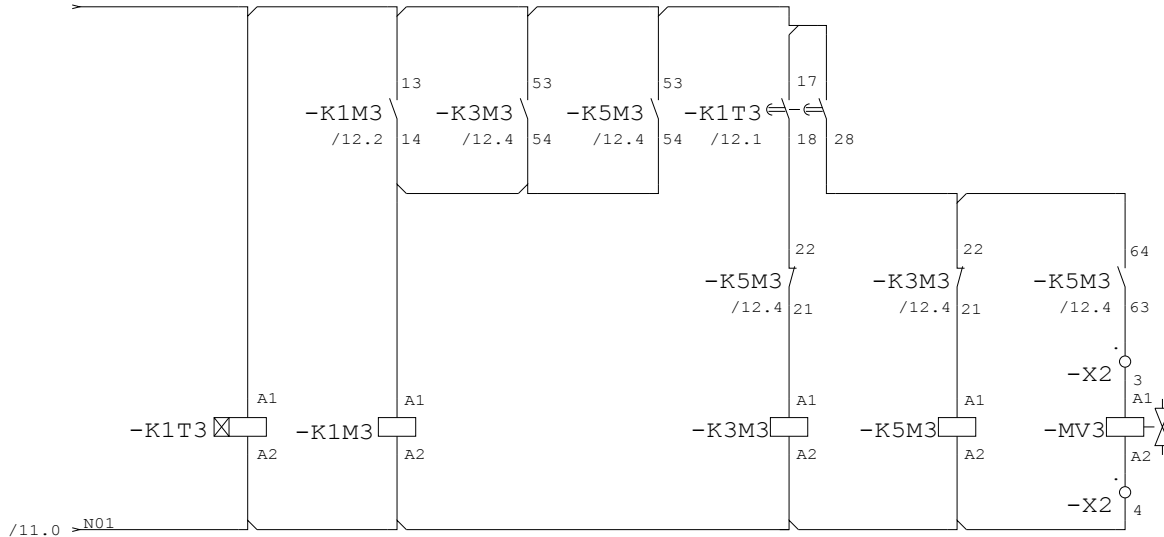 13 53 53 17
-K1M3 -K3M3 -K5M3 -K1T3
/12.2 14 /12.4 54 /12.4 54 /12.1 18 28
22 22 64
-K5M3 -K3M3 -K5M3
/12.4 21 /12.4 21 /12.4 63
-X2 3
A1 A1 A1 A1 A1
-K1T3 -K1M3 -K3M3 -K5M3 -MV3
A2 A2 A2 A2 A2
-X2 4
/11.0 N01